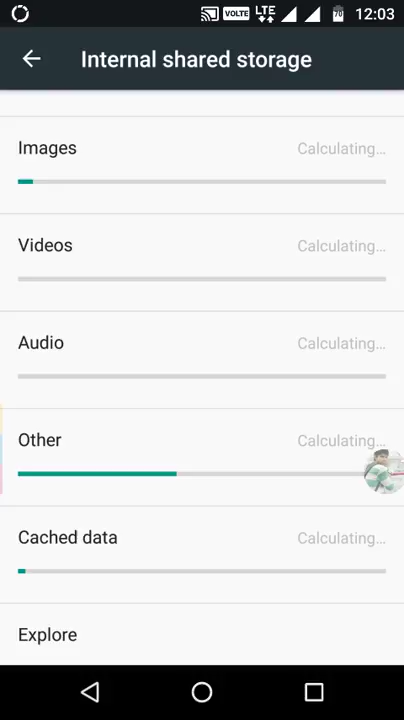 VOLTE LTE 70 12:03
Internal shared storage
Images Calculating...
Videos Calculating...
Audio Calculating...
Other Calculating...
Cached data Calculating...
Explore